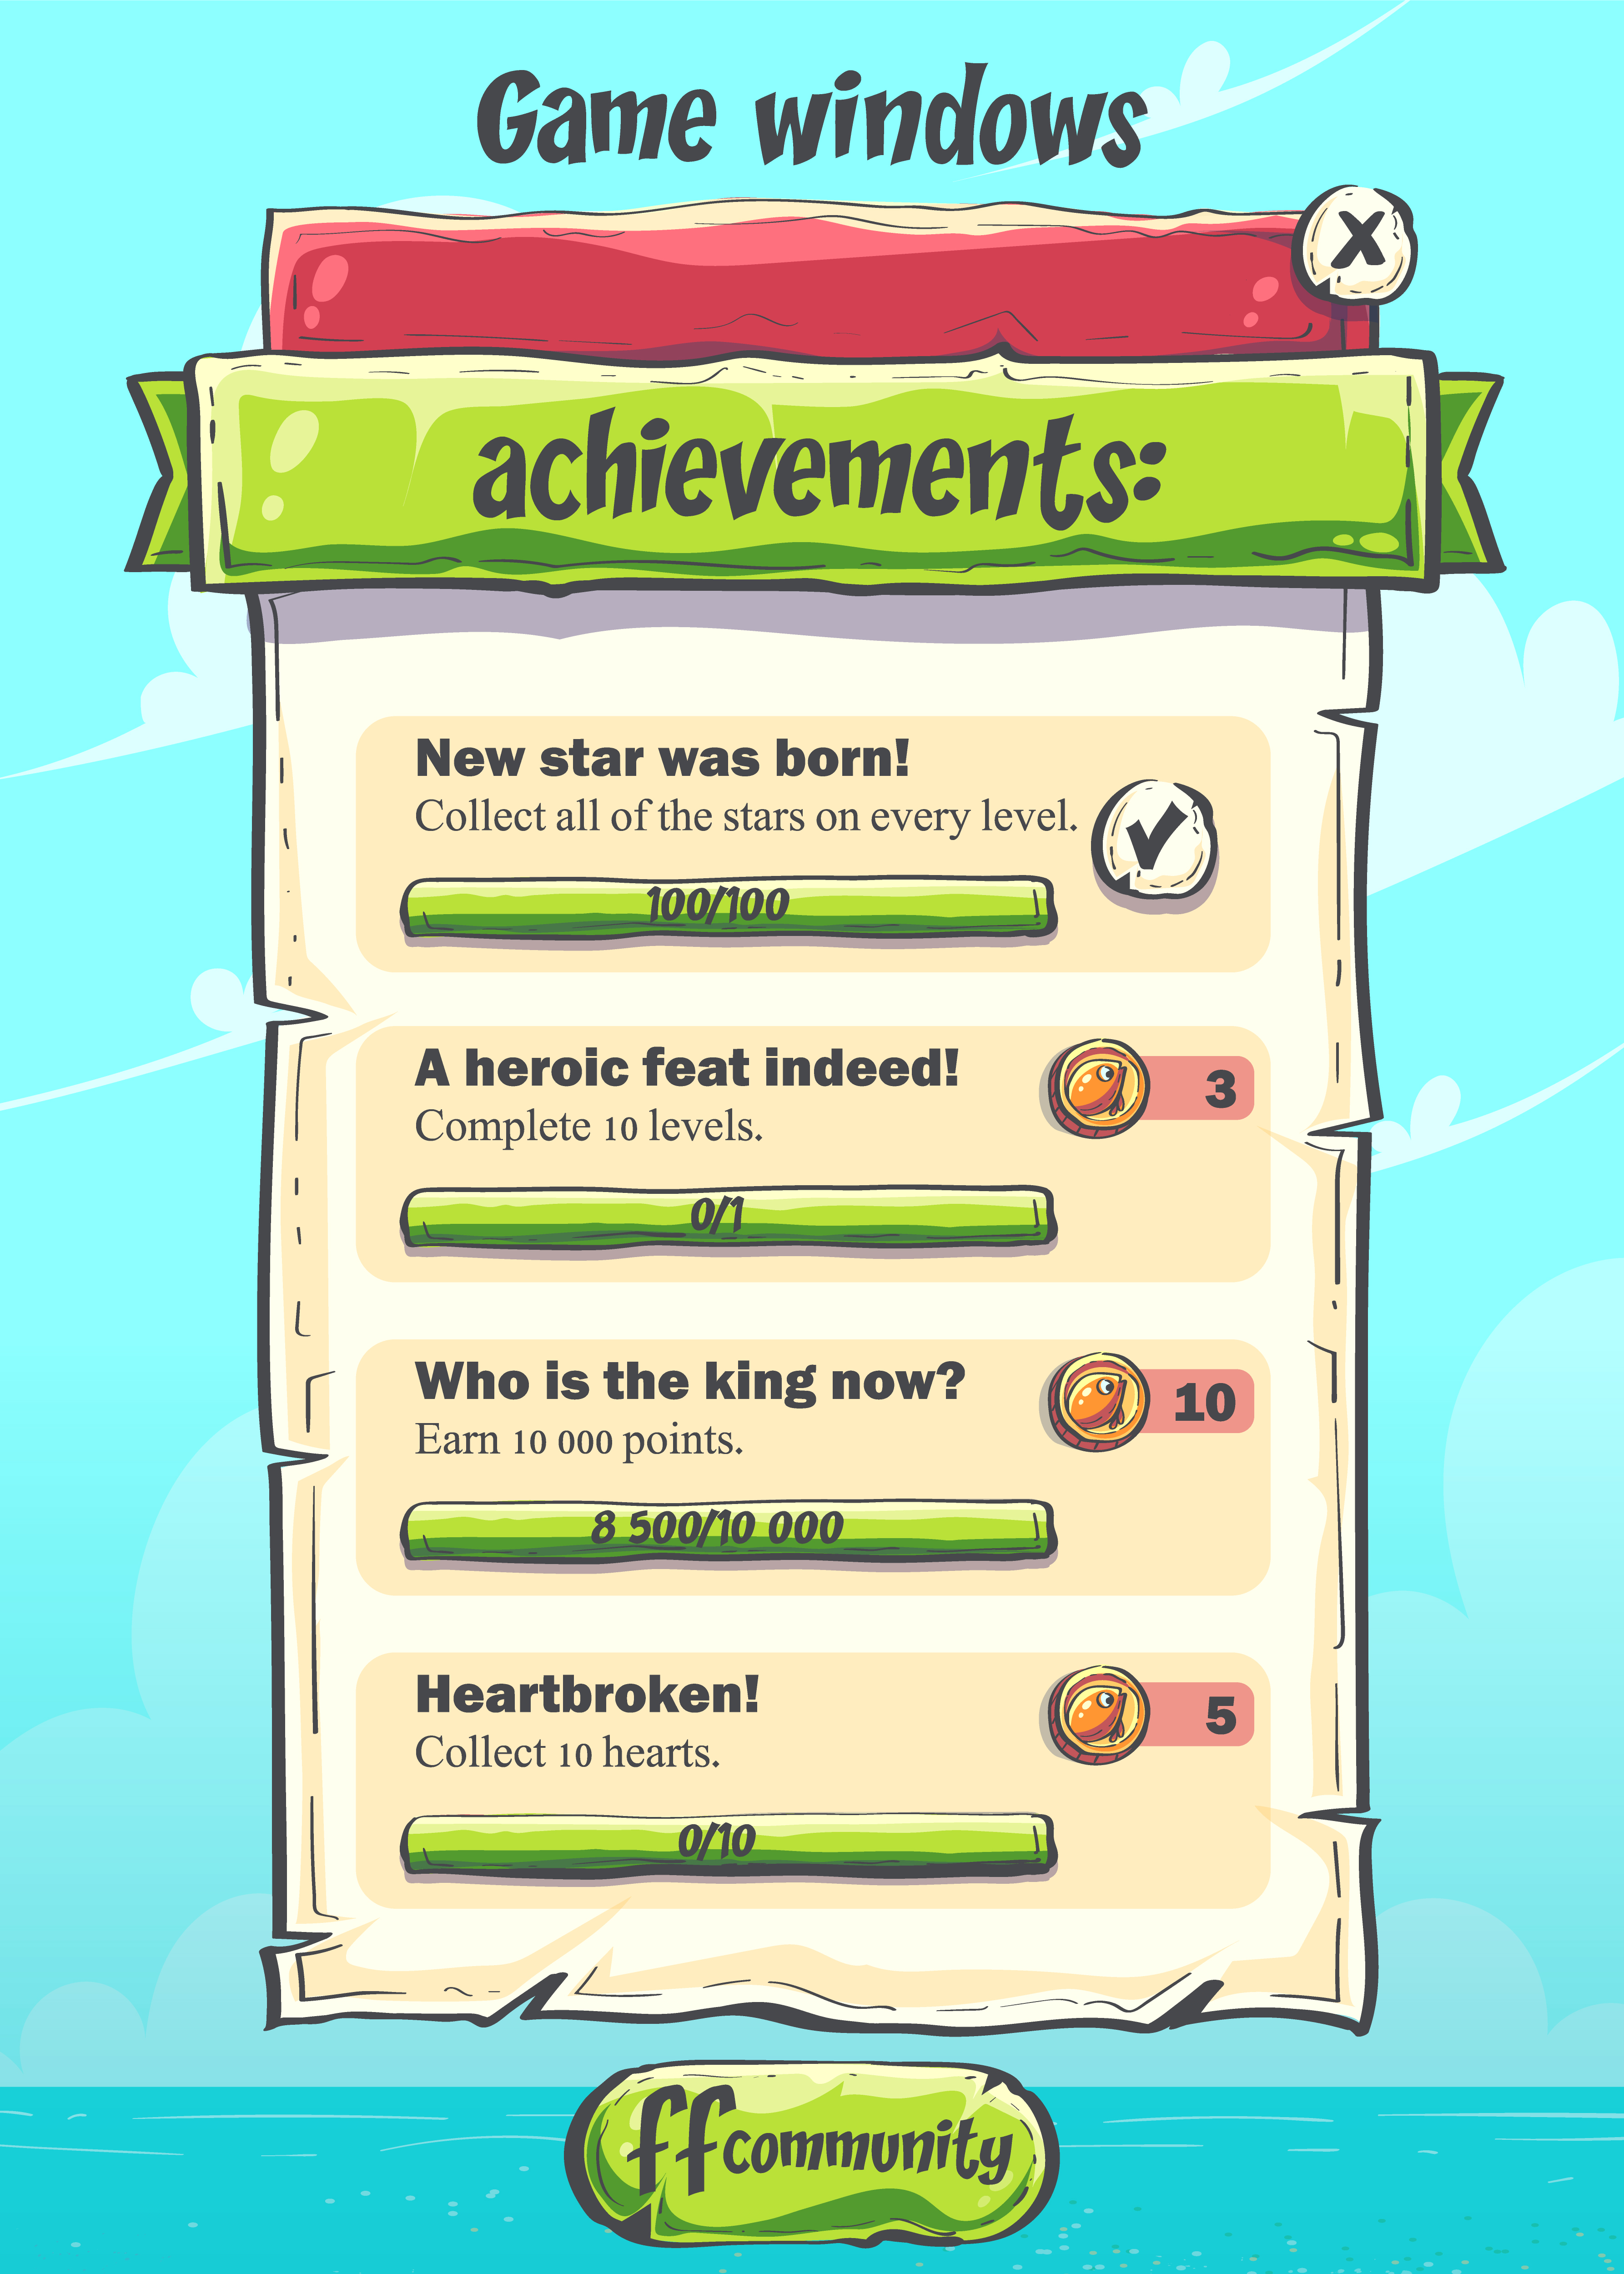 Game windows
X
achievements:
New star was born!
Collect all of the stars on every level.
100/100
A heroic feat indeed!
3
Complete 10 levels.
0/1
Who is the king now?
10
Earn 10 000 points.
8 500/10 000
Heartbroken!
5
Collect 10 hearts.
0/10
ff community